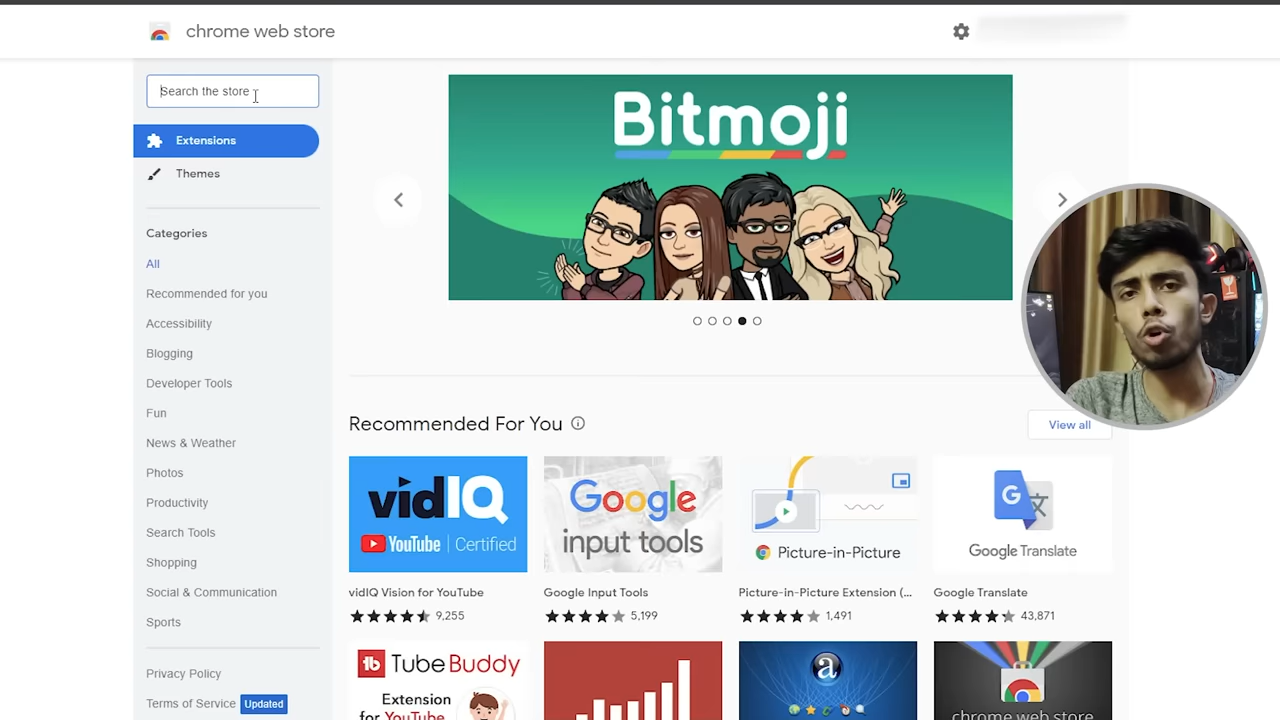 chrome web store
Search the store
Extensions
Themes
Categories
All
Recommended for you
Accessibility
Blogging
Developer Tools
Fun
News & Weather
Photos
Productivity
Search Tools
Shopping
Social & Communication
Sports
Privacy Policy
Terms of Service Updated
Bitmoji
Recommended For You
View all
vidIQ
YouTube Certified
vidIQ Vision for YouTube
9,255
Google
input tools
Google Input Tools
5,199
Picture-in-Picture
Picture-in-Picture Extension (...
1,491
G
Google Translate
Google Translate
43,871
tb TubeBuddy
Extension
for YouTube
a
chrome web store